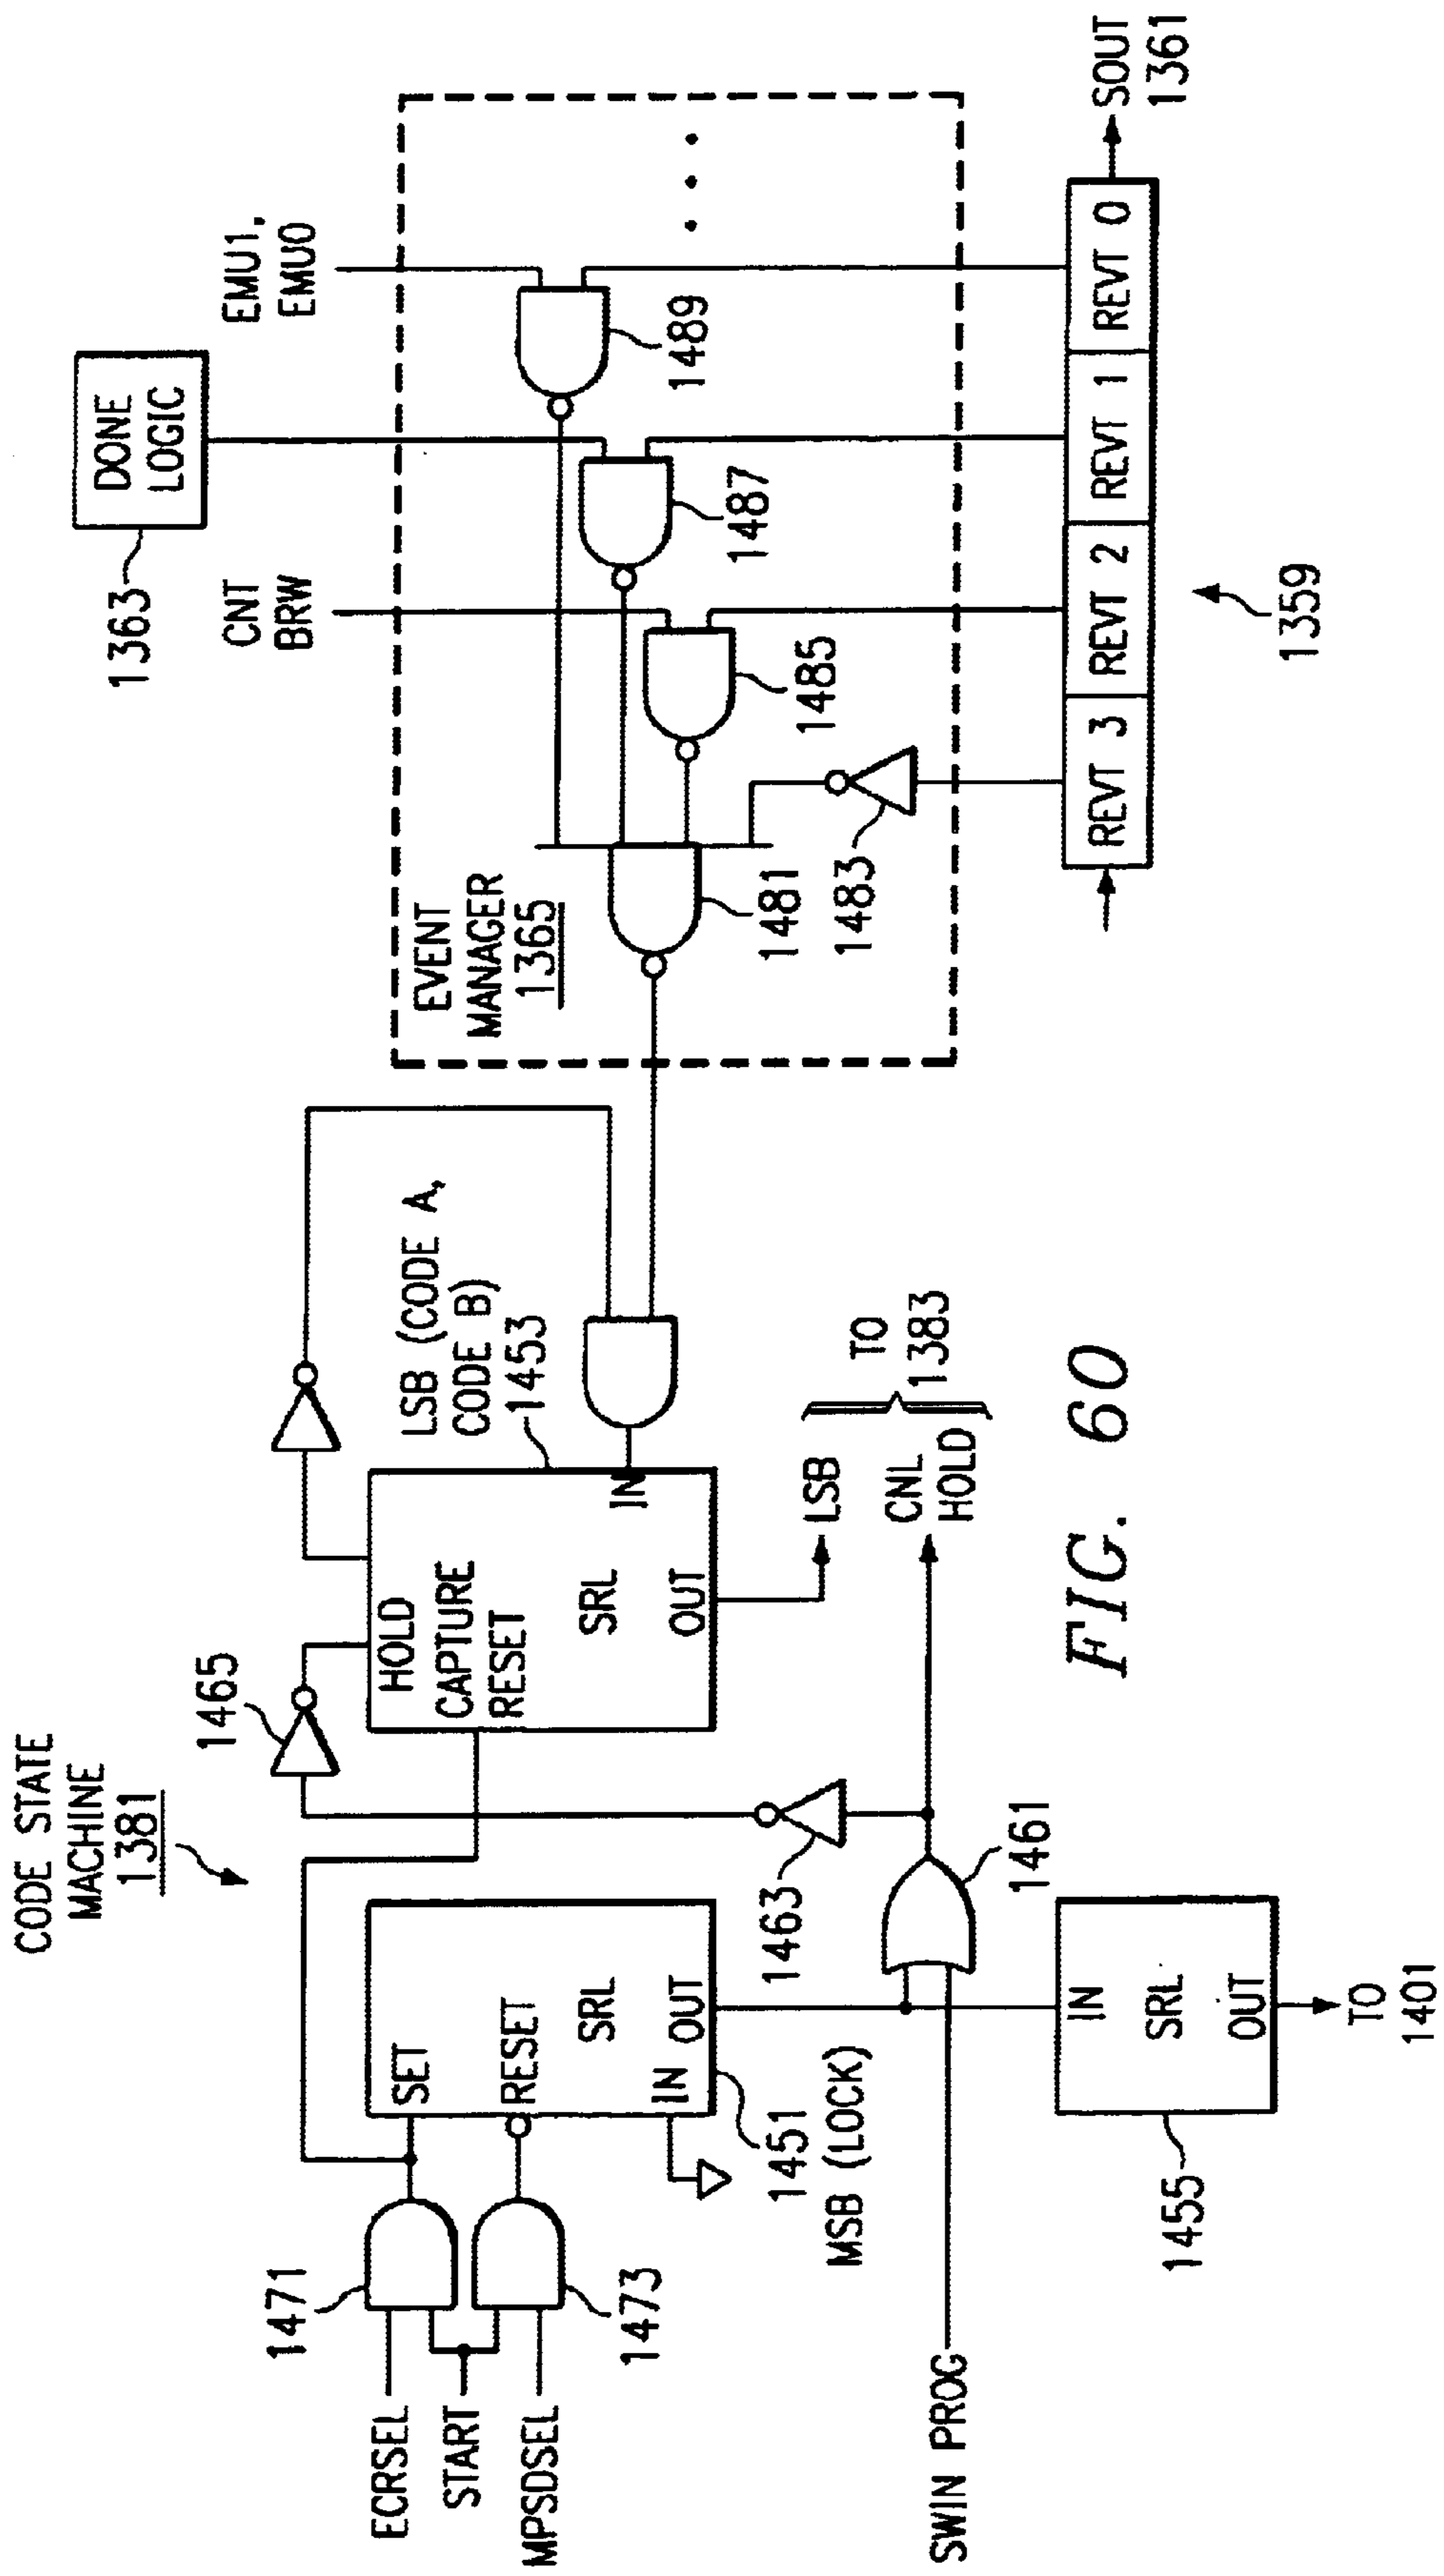 CODE STATE
MACHINE
1381
ECRSEL
START
MPSDSEL
1471
1473
SET
RESET
SRL
IN
OUT
1451
MSB (LOCK)
SWIN PROG
1455
IN
SRL
OUT
TO
1401
1461
1463
1465
HOLD
CAPTURE
RESET
SRL
IN
OUT
LSB (CODE A,
CODE B)
1453
LSB
CNL
HOLD
TO
1383
EVENT
MANAGER
1365
1481
1483
1485
1487
1489
CNT
BRW
1363
DONE
LOGIC
EMU1,
EMU0
REVT 3
REVT 2
REVT 1
REVT 0
1359
SOUT
1361
FIG. 60